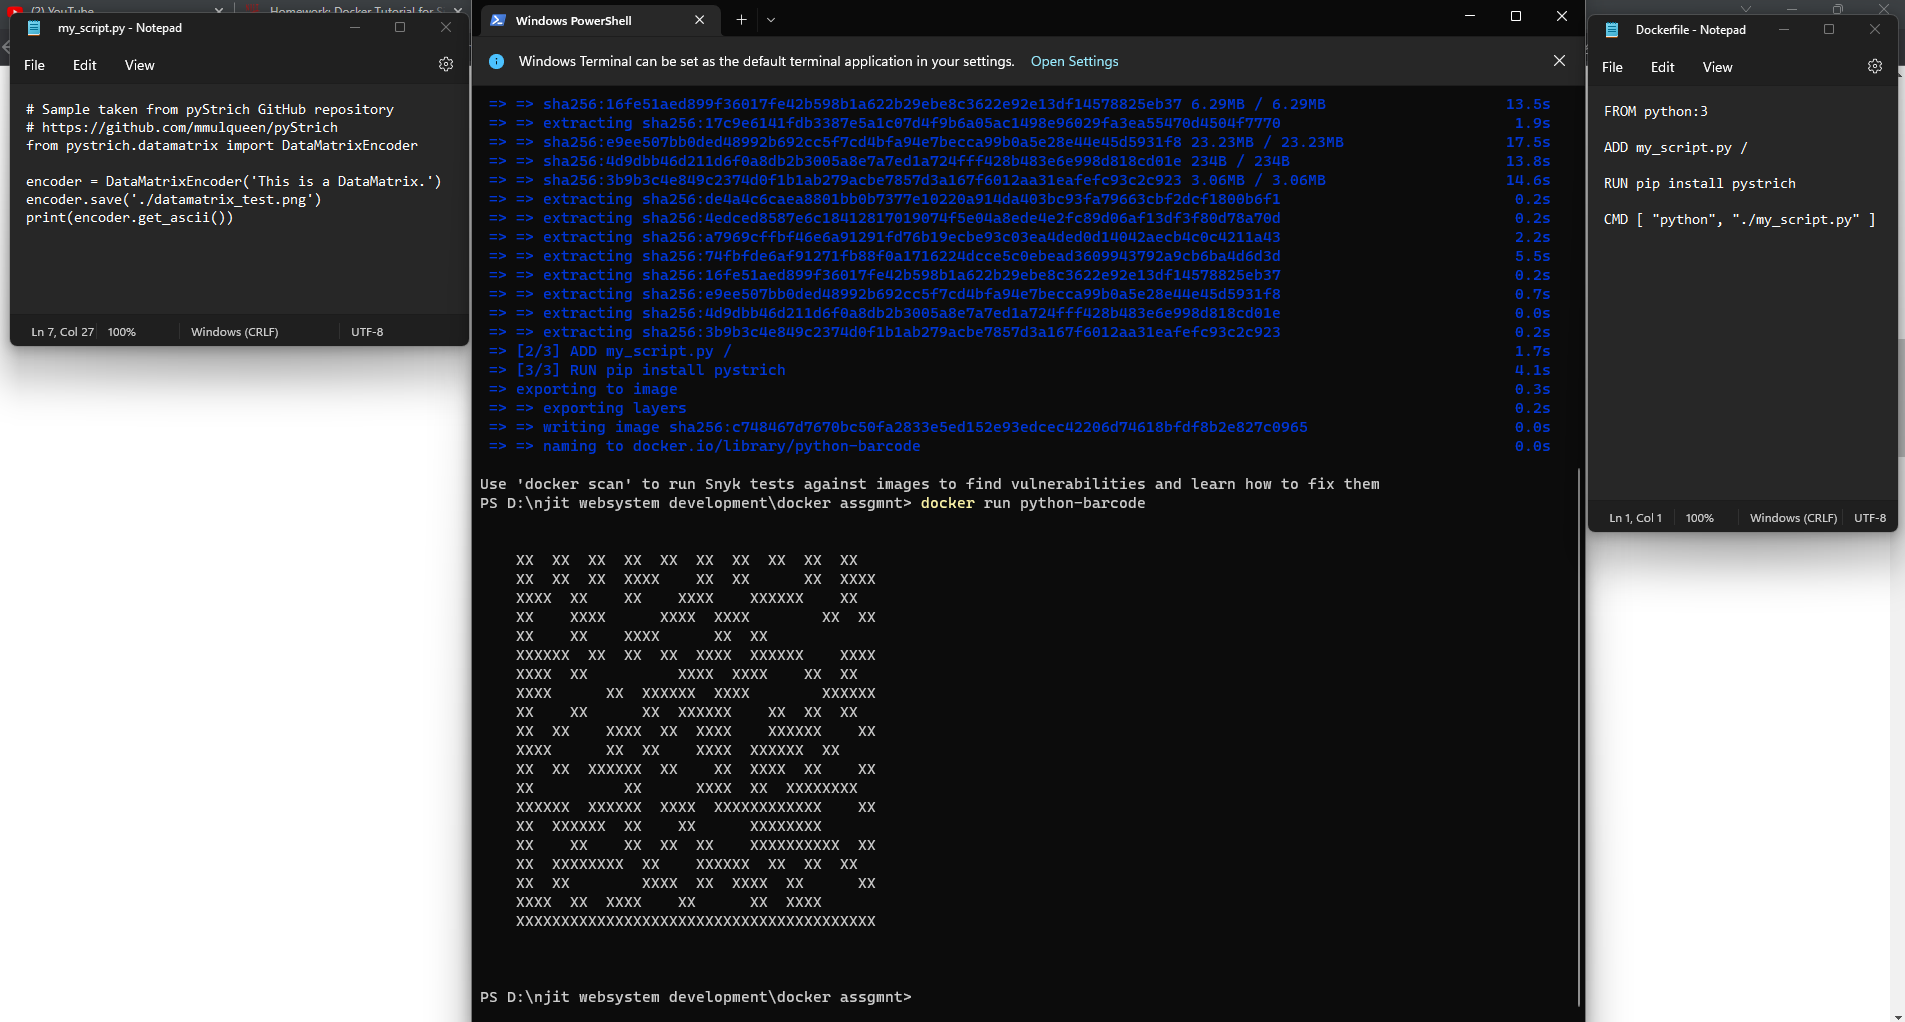 (2) YouTube
Homework: Docker Tutorial for S
my_script.py - Notepad
File Edit View
# Sample taken from pyStrich GitHub repository
# https://github.com/mmulqueen/pyStrich
from pystrich.datamatrix import DataMatrixEncoder
encoder = DataMatrixEncoder('This is a DataMatrix.')
encoder.save('./datamatrix_test.png')
print(encoder.get_ascii())
Ln 7, Col 27 100% Windows (CRLF) UTF-8
Windows PowerShell
Windows Terminal can be set as the default terminal application in your settings. Open Settings
=> => sha256:16fe51aed899f36017fe42b598b1a622b29ebe8c3622e92e13df14578825eb37 6.29MB / 6.29MB 13.5s
=> => extracting sha256:17c9e6141fdb3387e5a1c07d4f9b6a05ac1498e96029fa3ea55470d4504f7770 1.9s
=> => sha256:e9ee507bb0ded48992b692cc5f7cd4bfa94e7becca99b0a5e28e44e45d5931f8 23.23MB / 23.23MB 17.5s
=> => sha256:4d9dbb46d211d6f0a8db2b3005a8e7a7ed1a724fff428b483e6e998d818cd01e 234B / 234B 13.8s
=> => sha256:3b9b3c4e849c2374d0f1b1ab279acbe7857d3a167f6012aa31eafefc93c2c923 3.06MB / 3.06MB 14.6s
=> => extracting sha256:de4a4c6caea8801bb0b7377e10220a914da403bc93fa79663cbf2dcf1800b6f1 0.2s
=> => extracting sha256:4edced8587e6c18412817019074f5e04a8ede4e2fc89d06af13df3f80d78a70d 0.2s
=> => extracting sha256:a7969cffbf46e6a91291fd76b19ecbe93c03ea4ded0d14042aecb4c0c4211a43 2.2s
=> => extracting sha256:74fbfde6af91271fb88f0a1716224dcce5c0ebead3609943792a9cb6ba4d6d3d 5.5s
=> => extracting sha256:16fe51aed899f36017fe42b598b1a622b29ebe8c3622e92e13df14578825eb37 0.2s
=> => extracting sha256:e9ee507bb0ded48992b692cc5f7cd4bfa94e7becca99b0a5e28e44e45d5931f8 0.7s
=> => extracting sha256:4d9dbb46d211d6f0a8db2b3005a8e7a7ed1a724fff428b483e6e998d818cd01e 0.0s
=> => extracting sha256:3b9b3c4e849c2374d0f1b1ab279acbe7857d3a167f6012aa31eafefc93c2c923 0.2s
=> [2/3] ADD my_script.py / 1.7s
=> [3/3] RUN pip install pystrich 4.1s
=> exporting to image 0.3s
=> => exporting layers 0.2s
=> => writing image sha256:c748467d7670bc50fa2833e5ed152e93edcec42206d74618bfdf8b2e827c0965 0.0s
=> => naming to docker.io/library/python-barcode 0.0s
Use 'docker scan' to run Snyk tests against images to find vulnerabilities and learn how to fix them
PS D:\njit websystem development\docker assgmnt> docker run python-barcode
XX  XX  XX  XX  XX  XX  XX  XX  XX  XX
XX  XX  XX  XXXX    XX  XX      XX  XXXX
XXXX  XX    XX    XXXX    XXXXXX    XX
XX    XXXX      XXXX  XXXX        XX  XX
XX    XX    XXXX      XX  XX
XXXXXX  XX  XX  XX  XXXX  XXXXXX    XXXX
XXXX  XX          XXXX  XXXX    XX  XX
XXXX      XX  XXXXXX  XXXX        XXXXXX
XX    XX      XX  XXXXXX    XX  XX  XX
XX  XX    XXXX  XX  XXXX    XXXXXX    XX
XXXX      XX  XX    XXXX  XXXXXX  XX
XX  XX  XXXXXX  XX    XX  XXXX  XX    XX
XX          XX      XXXX  XX  XXXXXXXX
XXXXXX  XXXXXX  XXXX  XXXXXXXXXXXX    XX
XX  XXXXXX  XX    XX      XXXXXXXX
XX    XX    XX  XX  XX    XXXXXXXXXX  XX
XX  XXXXXXXX  XX    XXXXXX  XX  XX  XX
XX  XX        XXXX  XX  XXXX  XX      XX
XXXX  XX  XXXX    XX      XX  XXXX
XXXXXXXXXXXXXXXXXXXXXXXXXXXXXXXXXXXXXXXX
PS D:\njit websystem development\docker assgmnt>
Dockerfile - Notepad
File Edit View
FROM python:3
ADD my_script.py /
RUN pip install pystrich
CMD [ "python", "./my_script.py" ]
Ln 1, Col 1 100% Windows (CRLF) UTF-8